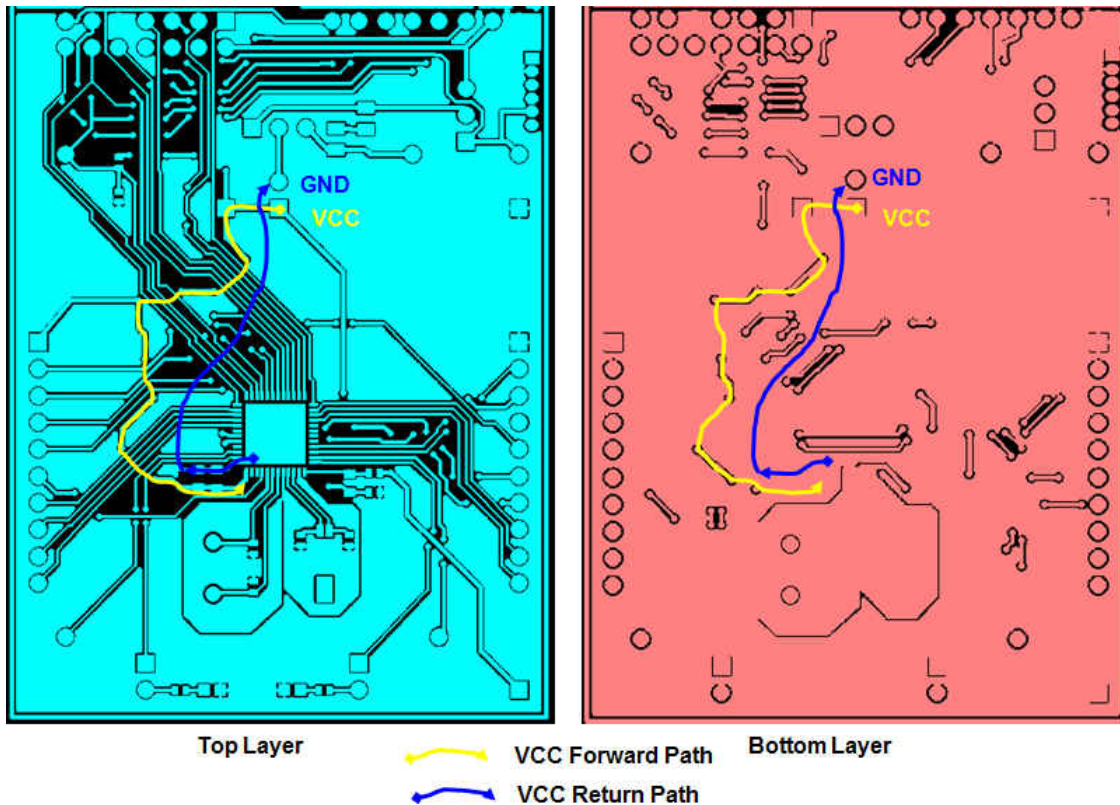 GND
VCC
GND
VCC
Top Layer
Bottom Layer
VCC Forward Path
VCC Return Path